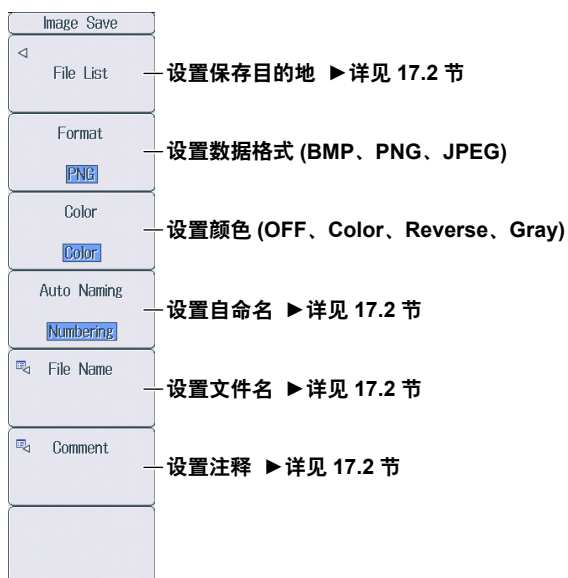 Image Save
File List
设置保存目的地 ►详见 17.2 节
Format
PNG
设置数据格式 (BMP、PNG、JPEG)
Color
Color
设置颜色 (OFF、Color、Reverse、Gray)
Auto Naming
Numbering
设置自命名 ►详见 17.2 节
File Name
设置文件名 ►详见 17.2 节
Comment
设置注释 ►详见 17.2 节